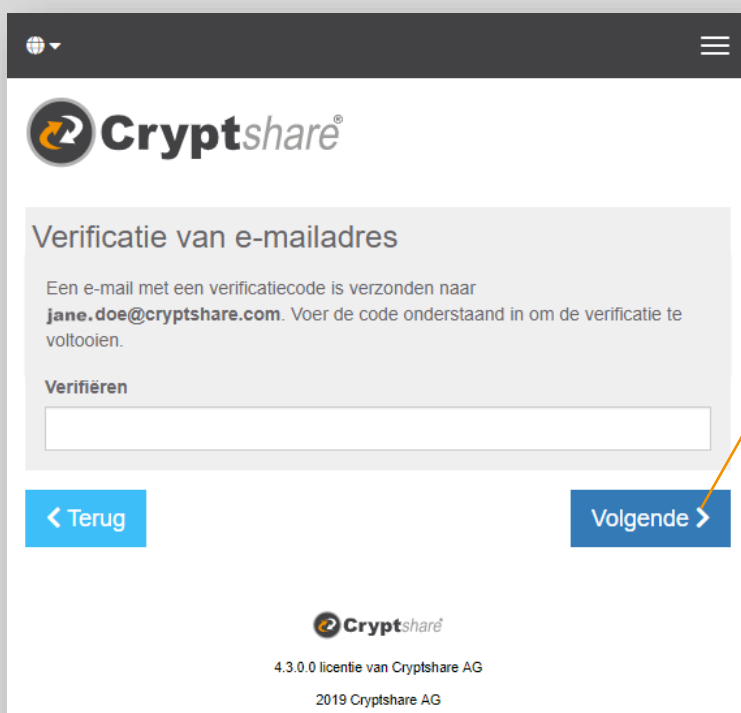 Cryptshare®
Verificatie van e-mailadres
Een e-mail met een verificatiecode is verzonden naar
jane.doe@cryptshare.com. Voer de code onderstaand in om de verificatie te
voltooien.
Verifiëren
Terug
Volgende
Cryptshare
4.3.0.0 licentie van Cryptshare AG
2019 Cryptshare AG